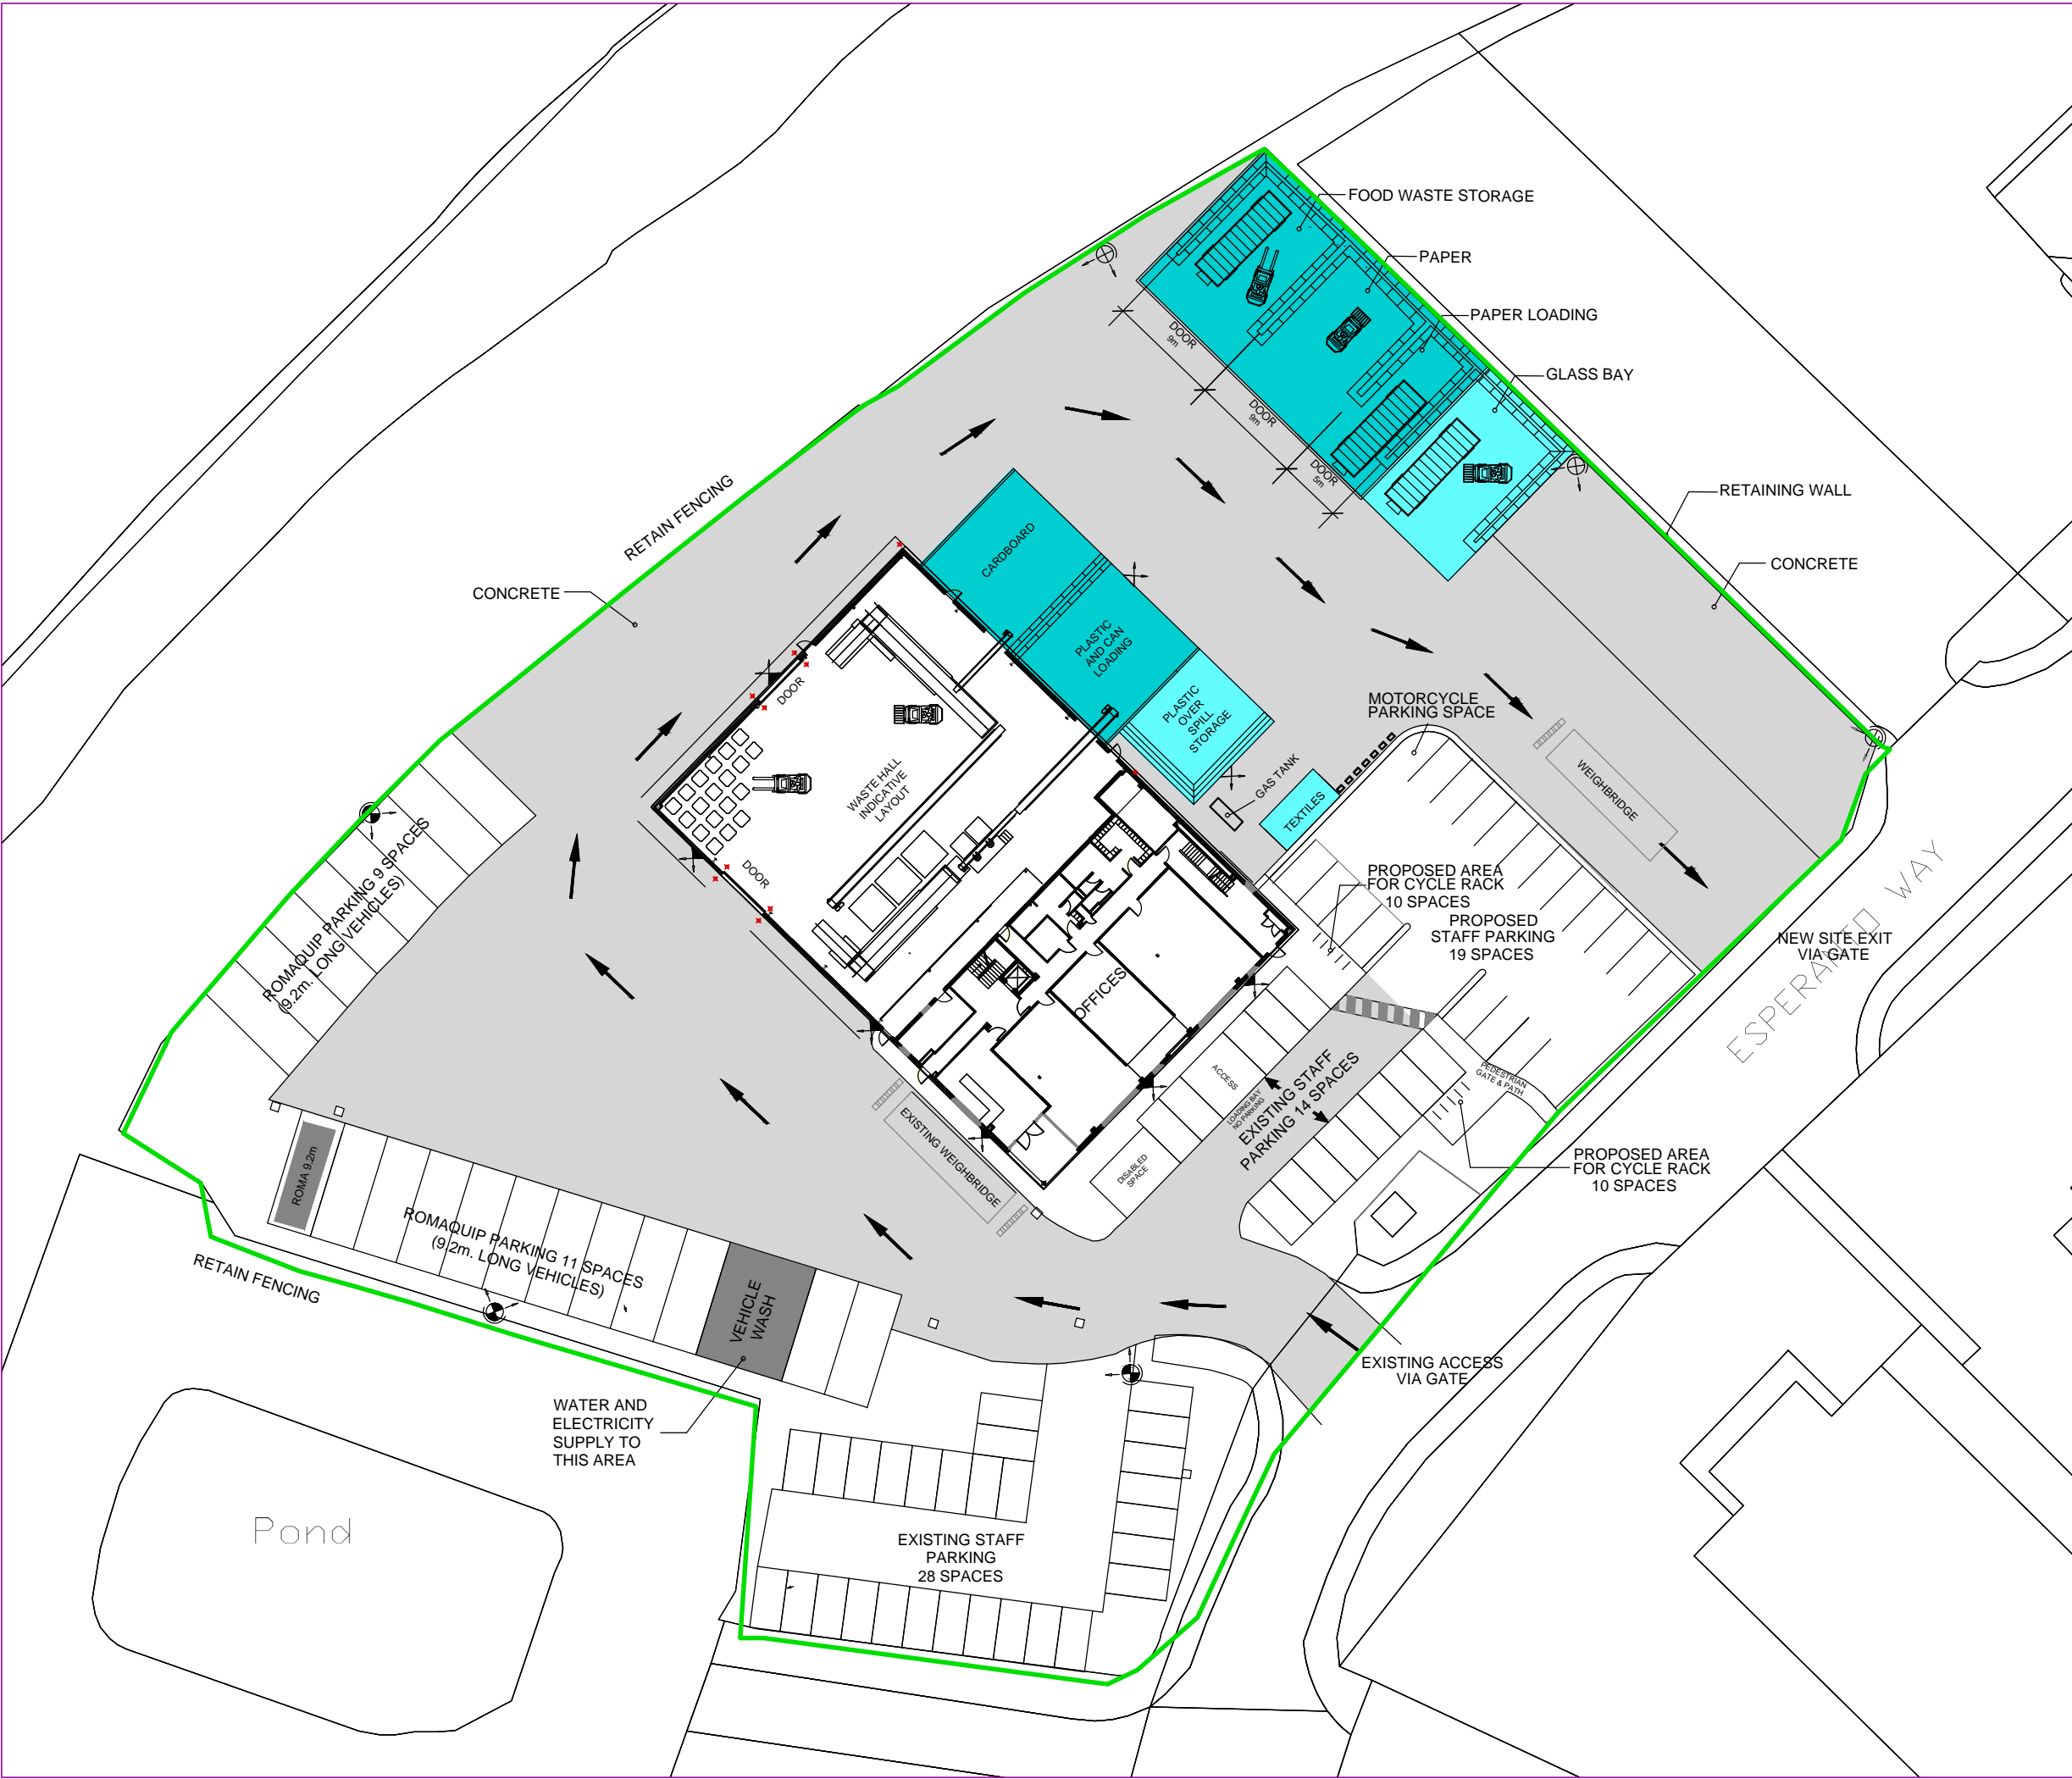 FOOD WASTE STORAGE
PAPER
PAPER LOADING
GLASS BAY
DOOR
9m
DOOR
9m
DOOR
5m
RETAIN FENCING
RETAINING WALL
CONCRETE
CONCRETE
CARDBOARD
PLASTIC
AND CAN
LOADING
PLASTIC
OVER
SPILL
STORAGE
MOTORCYCLE
PARKING SPACE
GAS TANK
TEXTILES
WEIGHBRIDGE
DOOR
WASTE HALL
INDICATIVE
LAYOUT
DOOR
ROMAQUIP PARKING 9 SPACES
(9.2m. LONG VEHICLES)
PROPOSED AREA
FOR CYCLE RACK
10 SPACES
PROPOSED
STAFF PARKING
19 SPACES
NEW SITE EXIT
VIA GATE
ESPERANTO WAY
OFFICES
ACCESS
LOADING BAY
NO PARKING
EXISTING STAFF
PARKING 14 SPACES
PEDESTRIAN
GATE & PATH
DISABLED
SPACE
EXISTING WEIGHBRIDGE
PROPOSED AREA
FOR CYCLE RACK
10 SPACES
ROMA 9.2m
ROMAQUIP PARKING 11 SPACES
(9.2m. LONG VEHICLES)
RETAIN FENCING
VEHICLE
WASH
EXISTING ACCESS
VIA GATE
WATER AND
ELECTRICITY
SUPPLY TO
THIS AREA
Pond
EXISTING STAFF
PARKING
28 SPACES